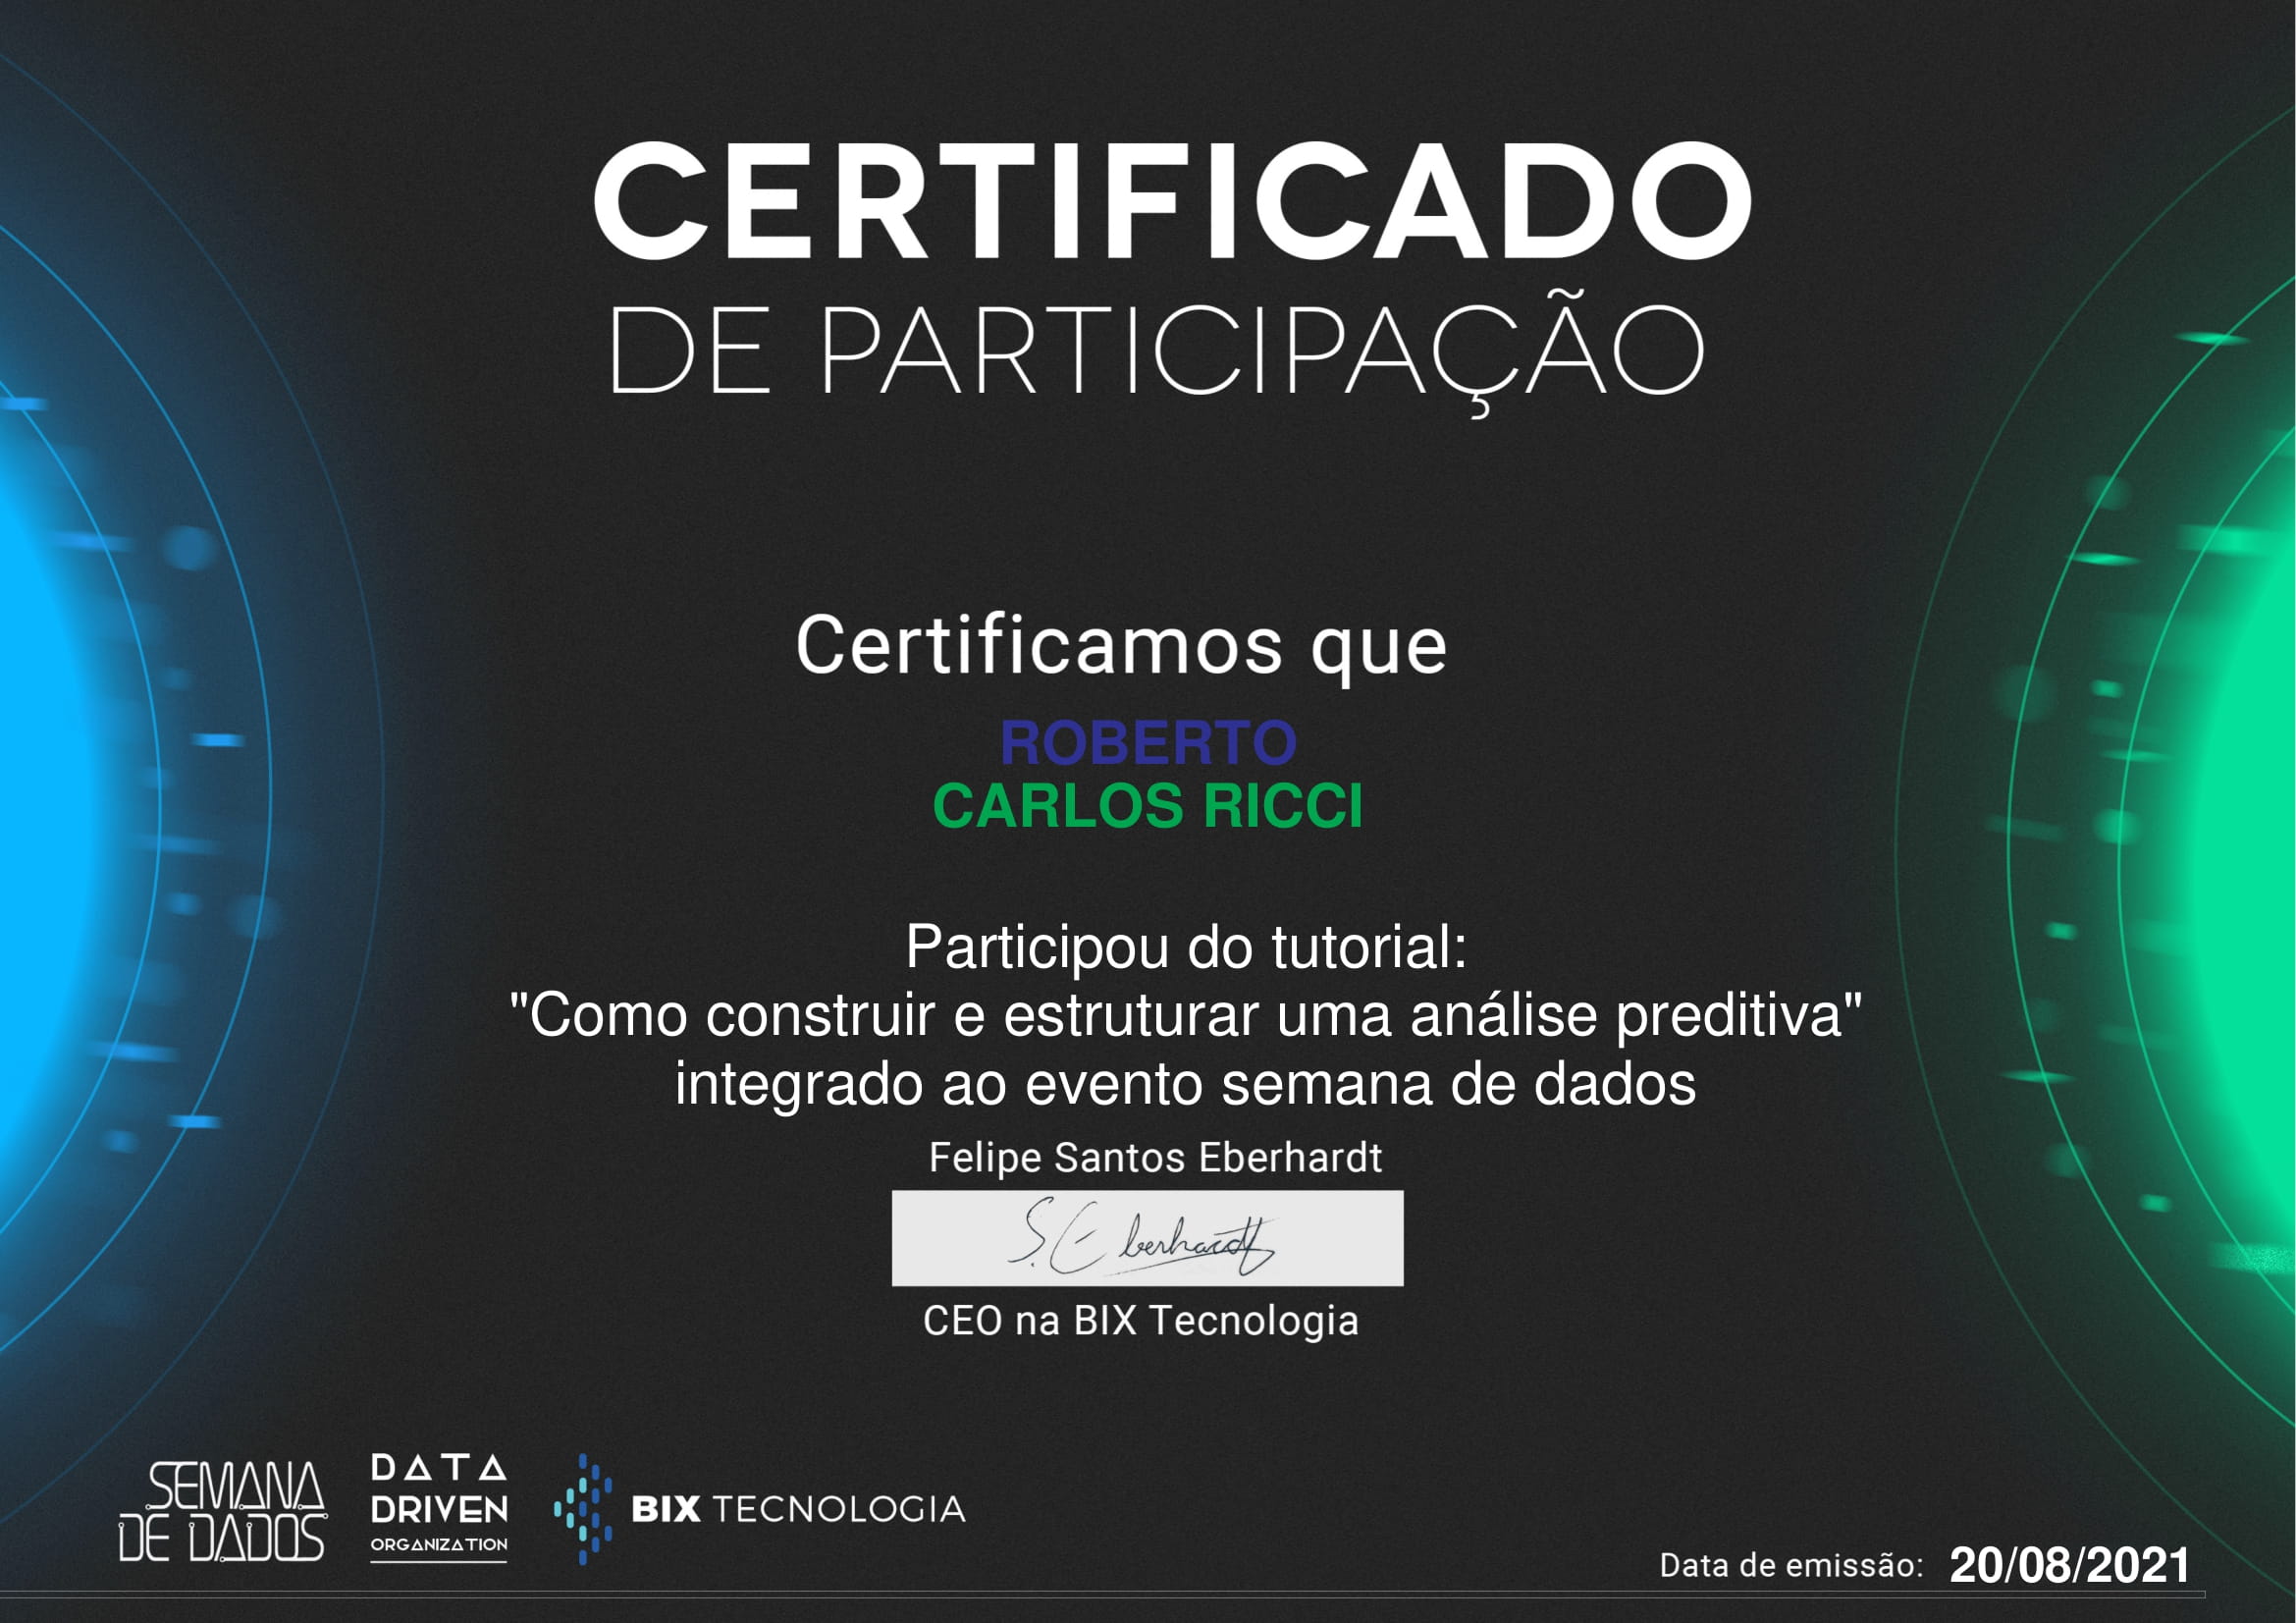 CERTIFICADO
DE PARTICIPAÇÃO
Certificamos que
ROBERTO
CARLOS RICCI
Participou do tutorial:
"Como construir e estruturar uma análise preditiva"
integrado ao evento semana de dados
Felipe Santos Eberhardt
S. Eberhardt
CEO na BIX Tecnologia
SEMANA
DE DADOS
DATA
DRIVEN
ORGANIZATION
BIX TECNOLOGIA
Data de emissão: 20/08/2021